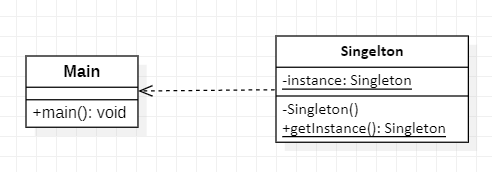 Main
+main(): void
Singelton
-instance: Singleton
-Singleton()
+getInstance(): Singleton